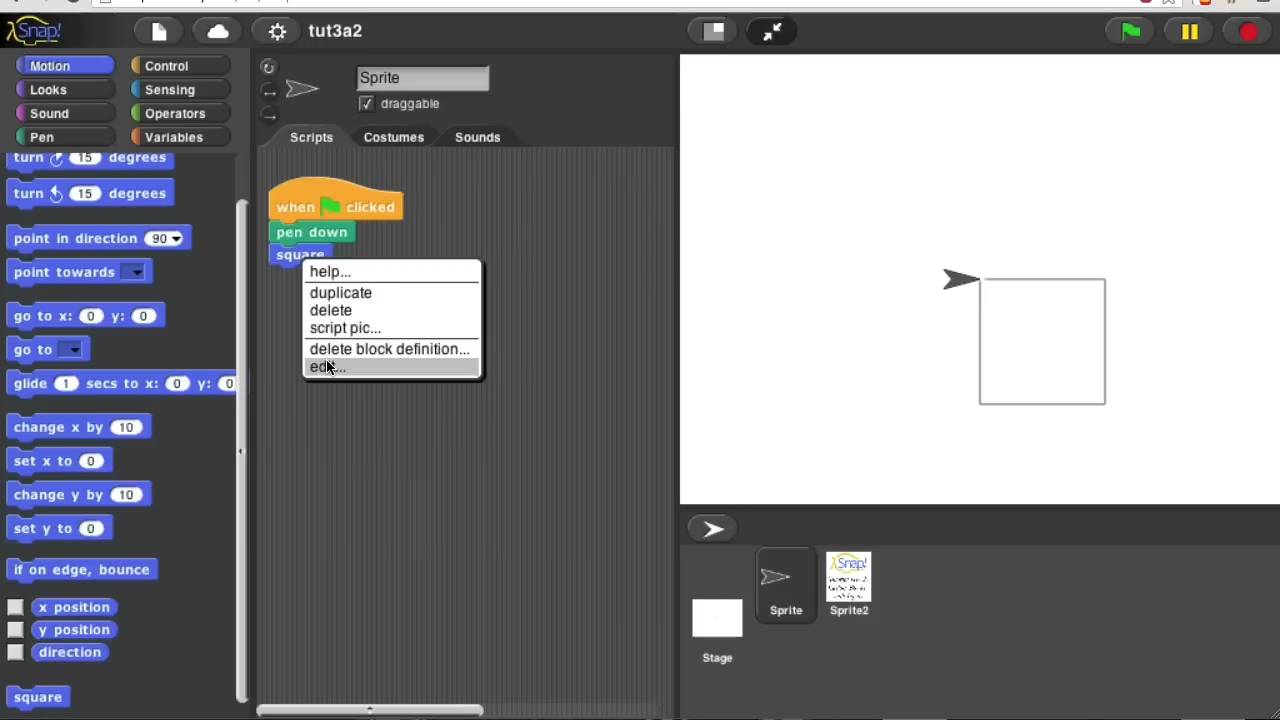 λSnap!
tut3a2
Motion
Control
Looks
Sensing
Sound
Operators
Pen
Variables
turn 15 degrees
turn 15 degrees
point in direction 90
point towards
go to x: 0 y: 0
go to
glide 1 secs to x: 0 y: 0
change x by 10
set x to 0
change y by 10
set y to 0
if on edge, bounce
x position
y position
direction
square
Sprite
draggable
Scripts
Costumes
Sounds
when clicked
pen down
square
help...
duplicate
delete
script pic...
delete block definition...
Stage
Sprite
λSnap!
Sprite2